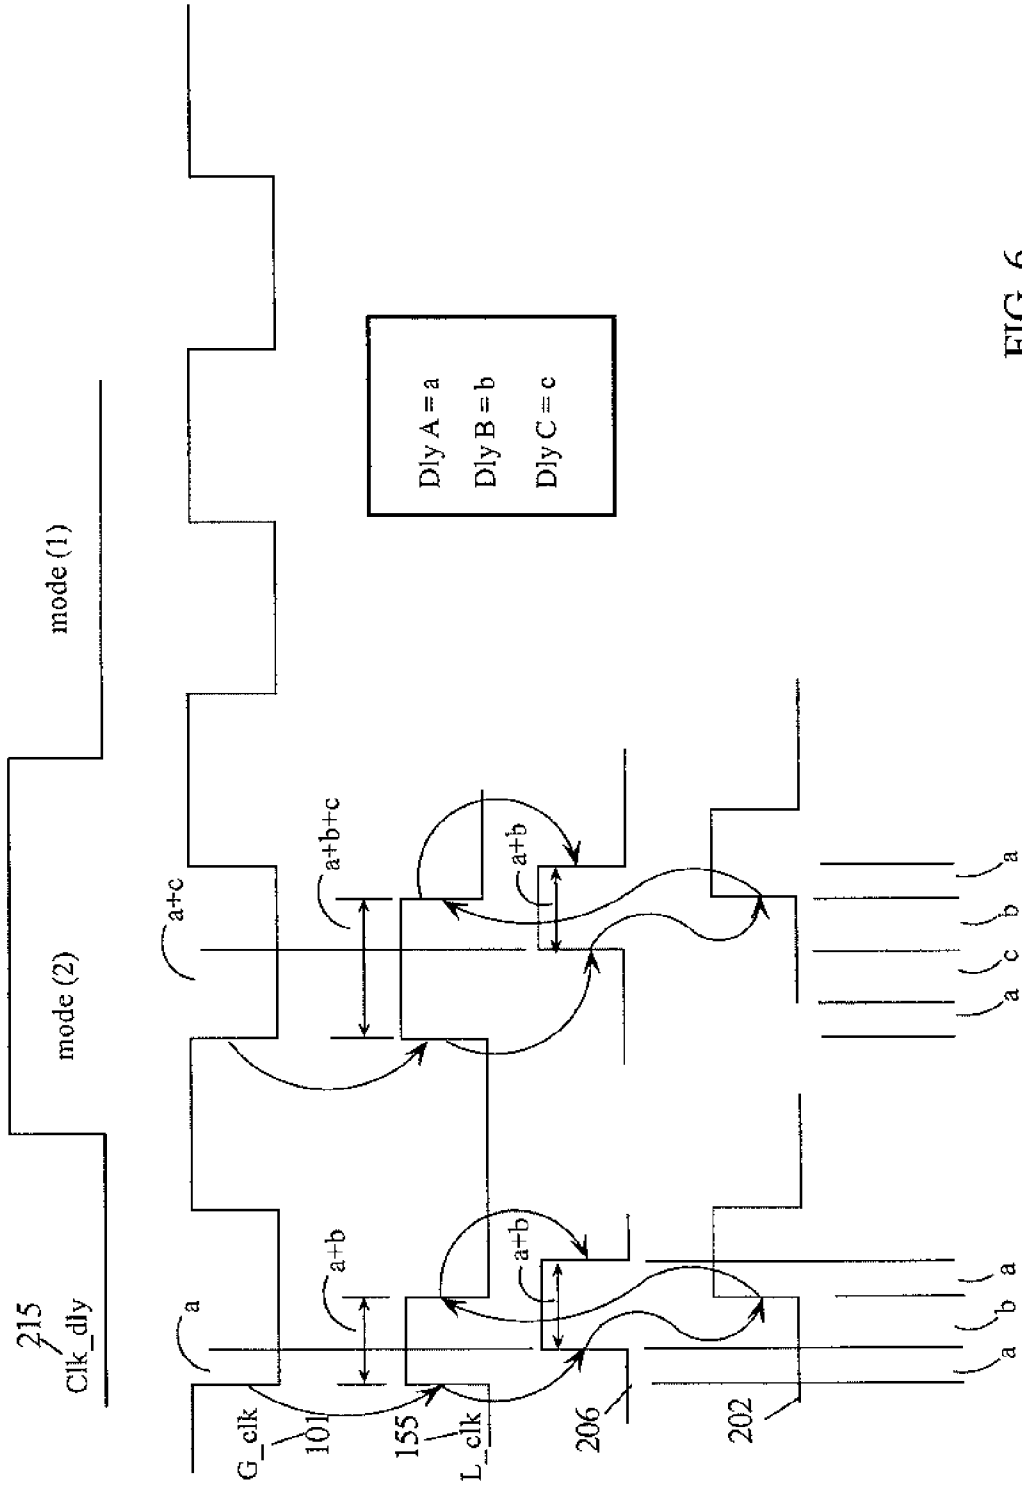 215
Clk_dly
mode (2)
mode (1)
G_clk
101
a
a+c
155
L_clk
a+b
a+b+c
206
a+b
a+b
202
a
b
a
a
c
b
a
Dly A = a
Dly B = b
Dly C = c
FIG. 6